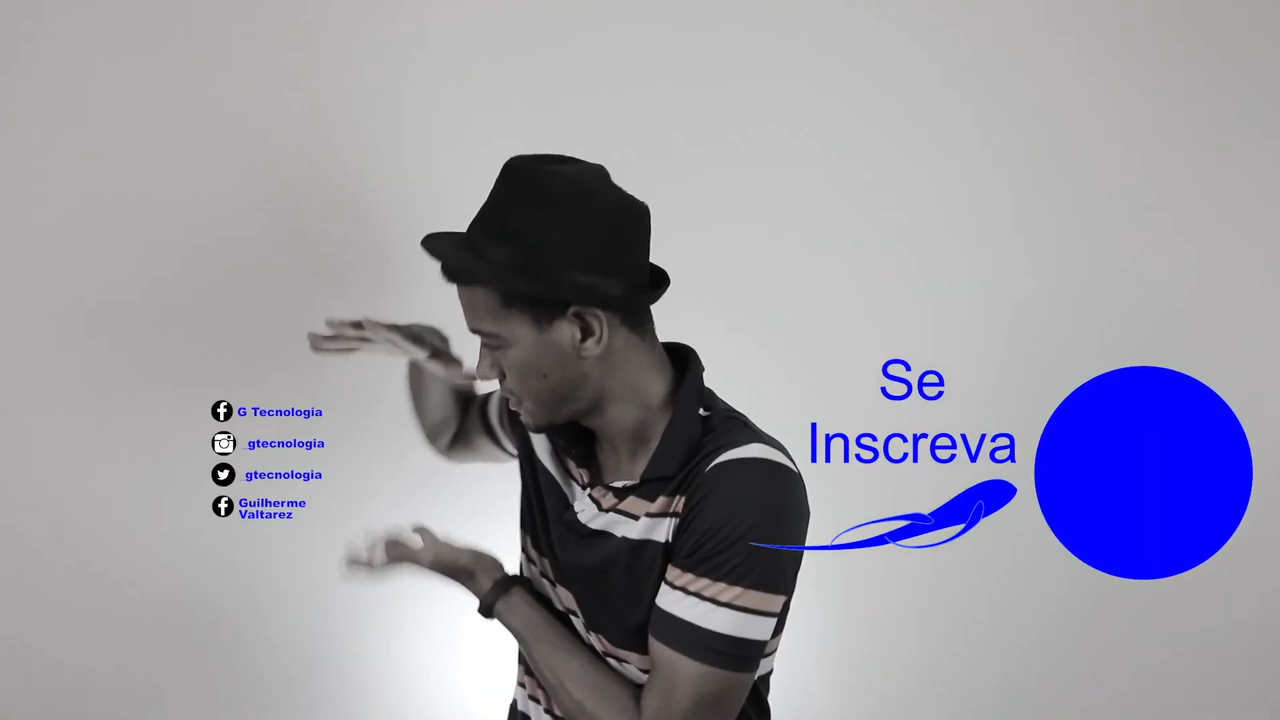 G Tecnologia
_gtecnologia
_gtecnologia
Guilherme
Valtarez
Se
Inscreva